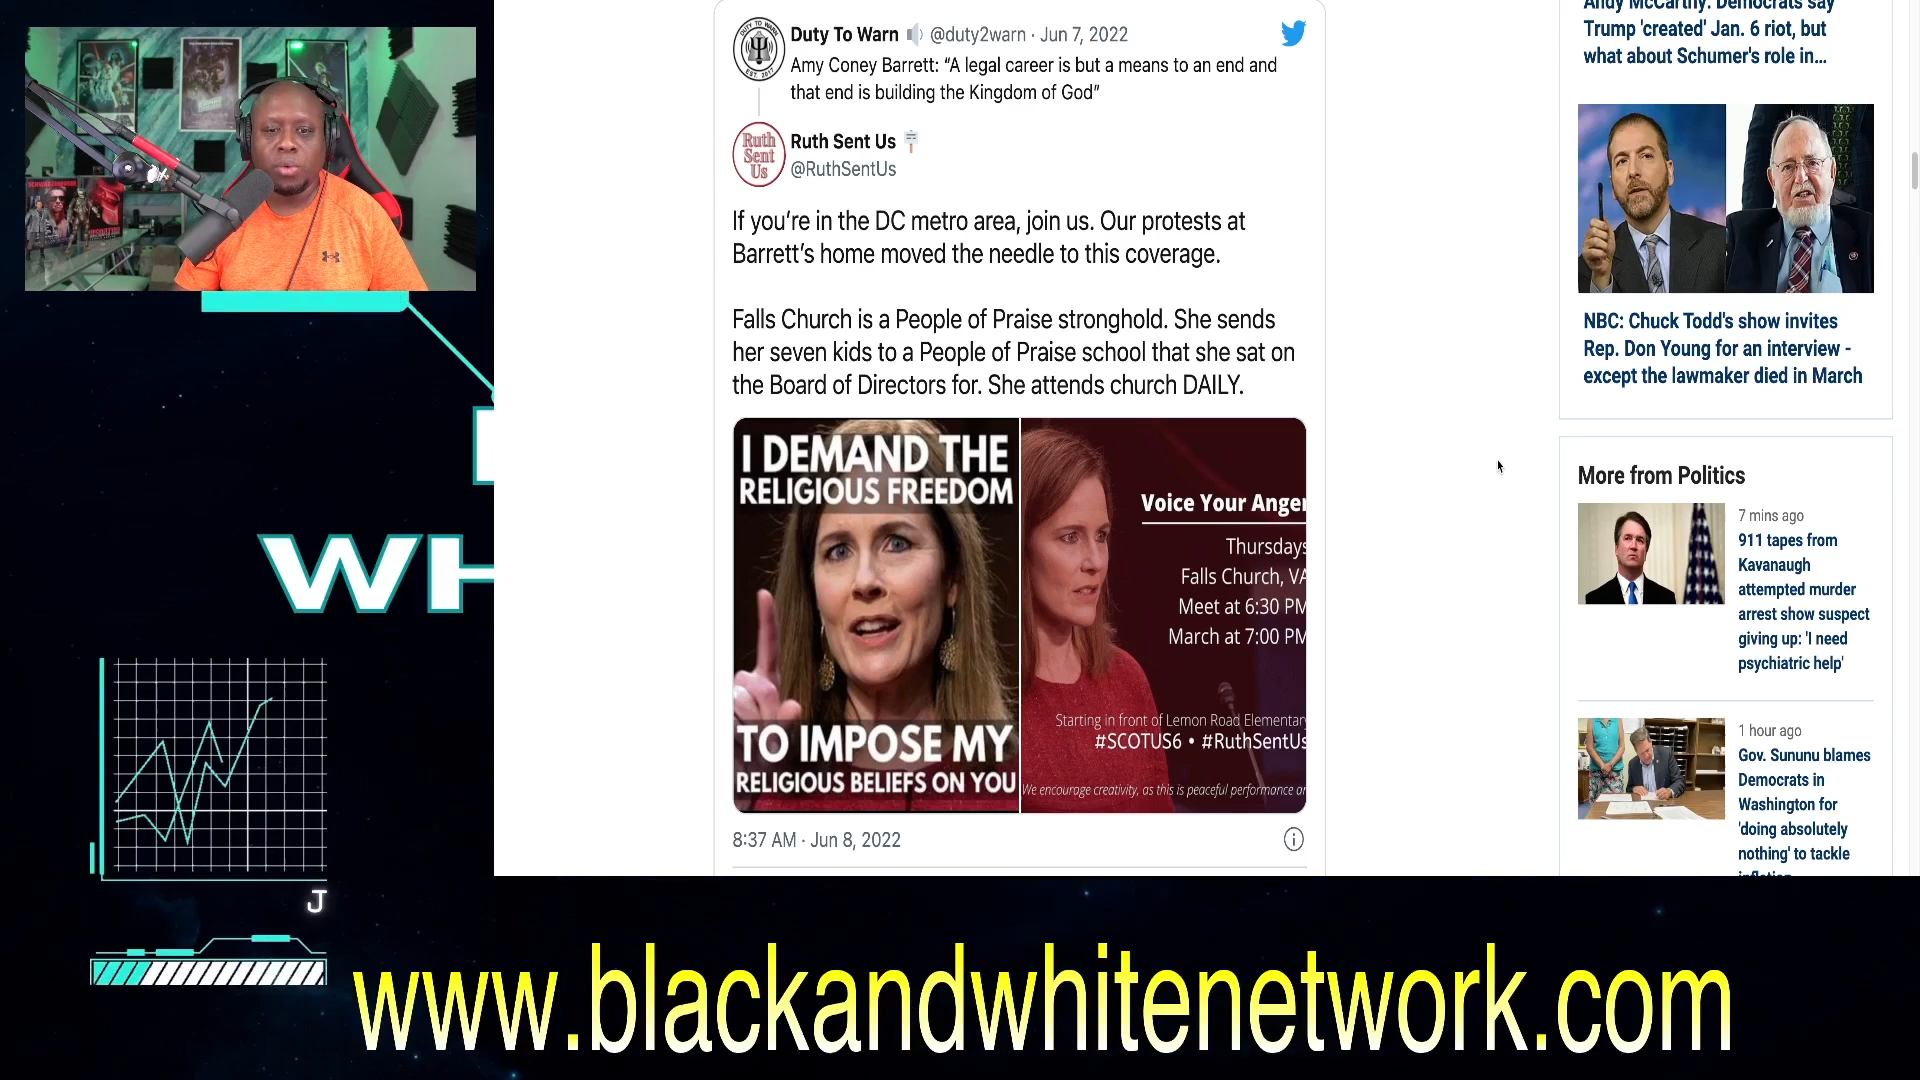 Duty To Warn @duty2warn · Jun 7, 2022
Amy Coney Barrett: “A legal career is but a means to an end and
that end is building the Kingdom of God”
Ruth
Sent
Us
Ruth Sent Us
@RuthSentUs
If you’re in the DC metro area, join us. Our protests at
Barrett’s home moved the needle to this coverage.
Falls Church is a People of Praise stronghold. She sends
her seven kids to a People of Praise school that she sat on
the Board of Directors for. She attends church DAILY.
I DEMAND THE
RELIGIOUS FREEDOM
TO IMPOSE MY
RELIGIOUS BELIEFS ON YOU
Voice Your Anger
Thursdays
Falls Church, VA
Meet at 6:30 PM
March at 7:00 PM
Starting in front of Lemon Road Elementary
#SCOTUS6 • #RuthSentUs
We encourage creativity, as this is peaceful performance ar
8:37 AM · Jun 8, 2022
Andy McCarthy: Democrats say
Trump 'created' Jan. 6 riot, but
what about Schumer's role in...
NBC: Chuck Todd's show invites
Rep. Don Young for an interview -
except the lawmaker died in March
More from Politics
7 mins ago
911 tapes from
Kavanaugh
attempted murder
arrest show suspect
giving up: 'I need
psychiatric help'
1 hour ago
Gov. Sununu blames
Democrats in
Washington for
'doing absolutely
nothing' to tackle
inflation
WH
J
www.blackandwhitenetwork.com